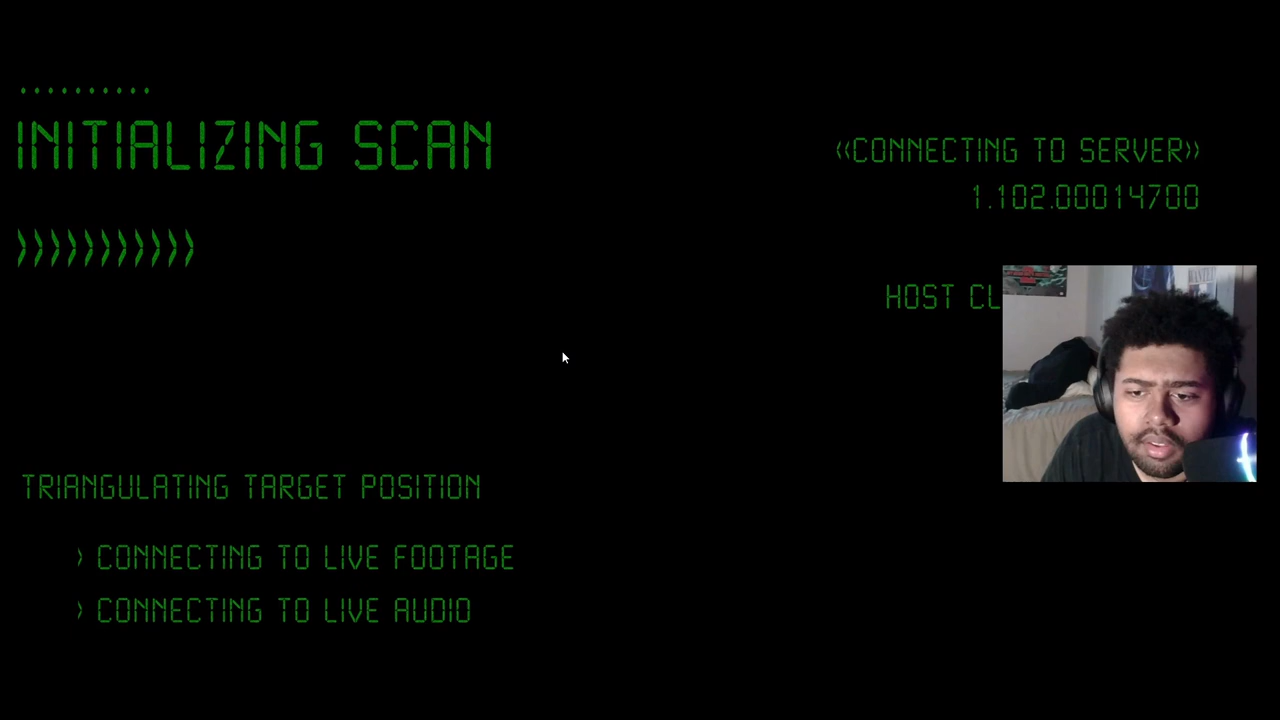 ..........
INITIALIZING SCAN
>>>>>>>>>>>
<<CONNECTING TO SERVER>>
1.102.00014700
HOST
TRIANGULATING TARGET POSITION
> CONNECTING TO LIVE FOOTAGE
> CONNECTING TO LIVE AUDIO